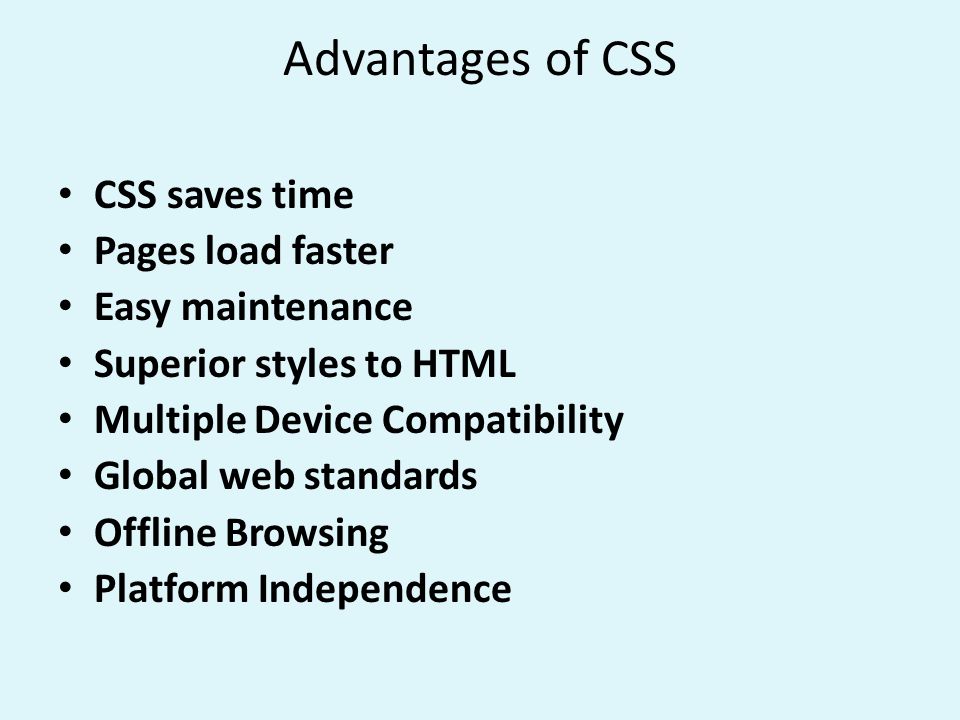 Advantages of CSS
• CSS saves time
• Pages load faster
• Easy maintenance
• Superior styles to HTML
• Multiple Device Compatibility
• Global web standards
• Offline Browsing
• Platform Independence